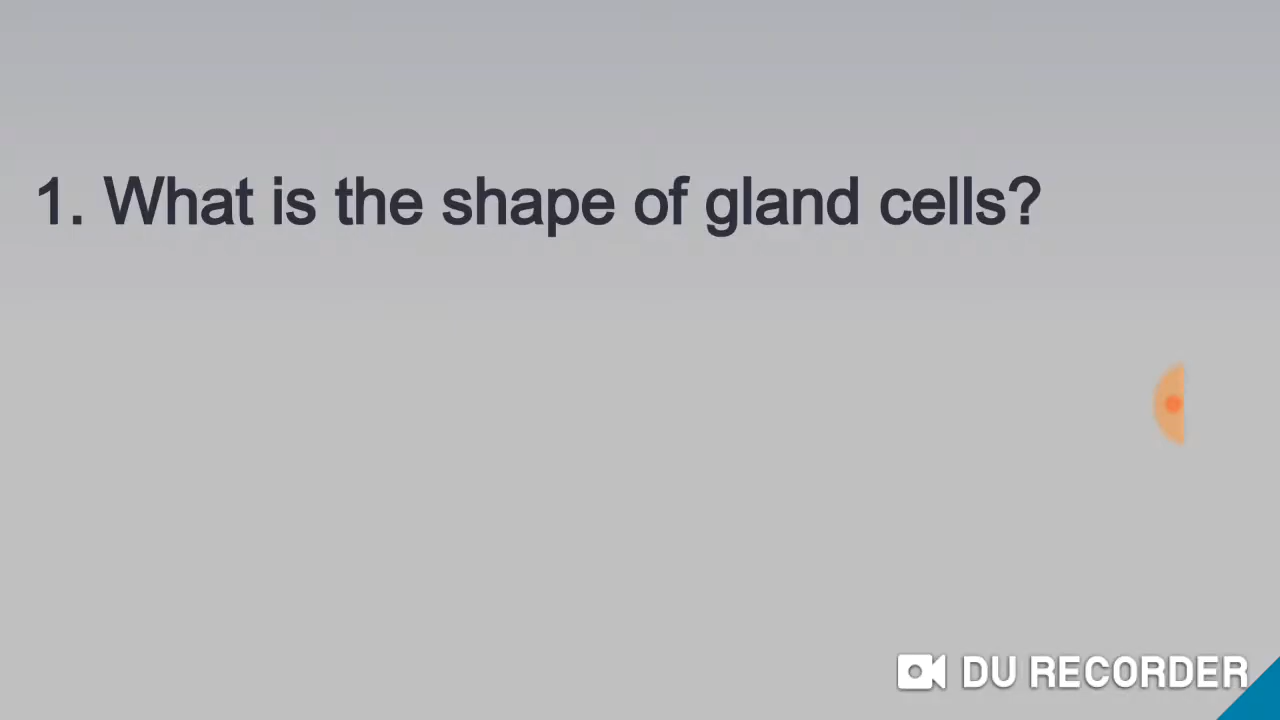 1. What is the shape of gland cells?
DU RECORDER